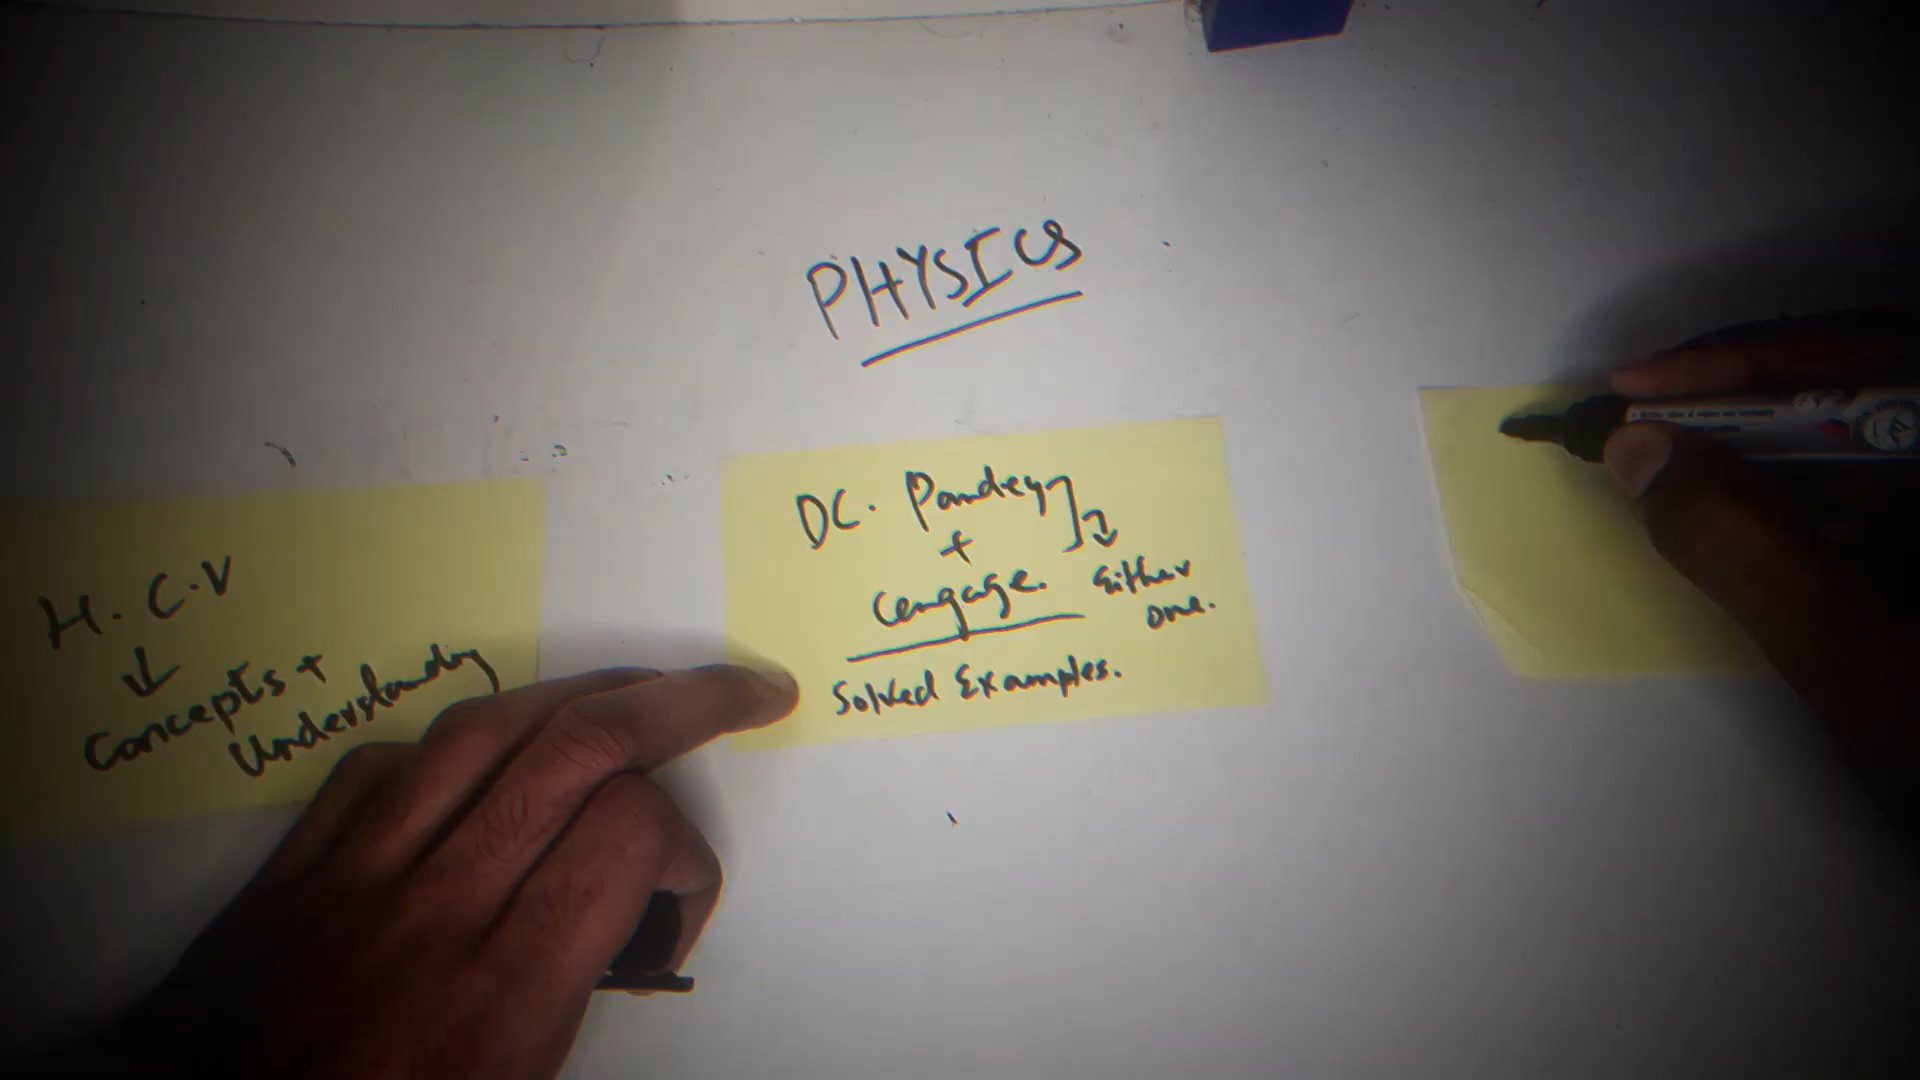 PHYSICS
H. C.V
↓
Concepts +
Understanding
DC. Pandey
+
Cengage.
Either
one.
Solved Examples.